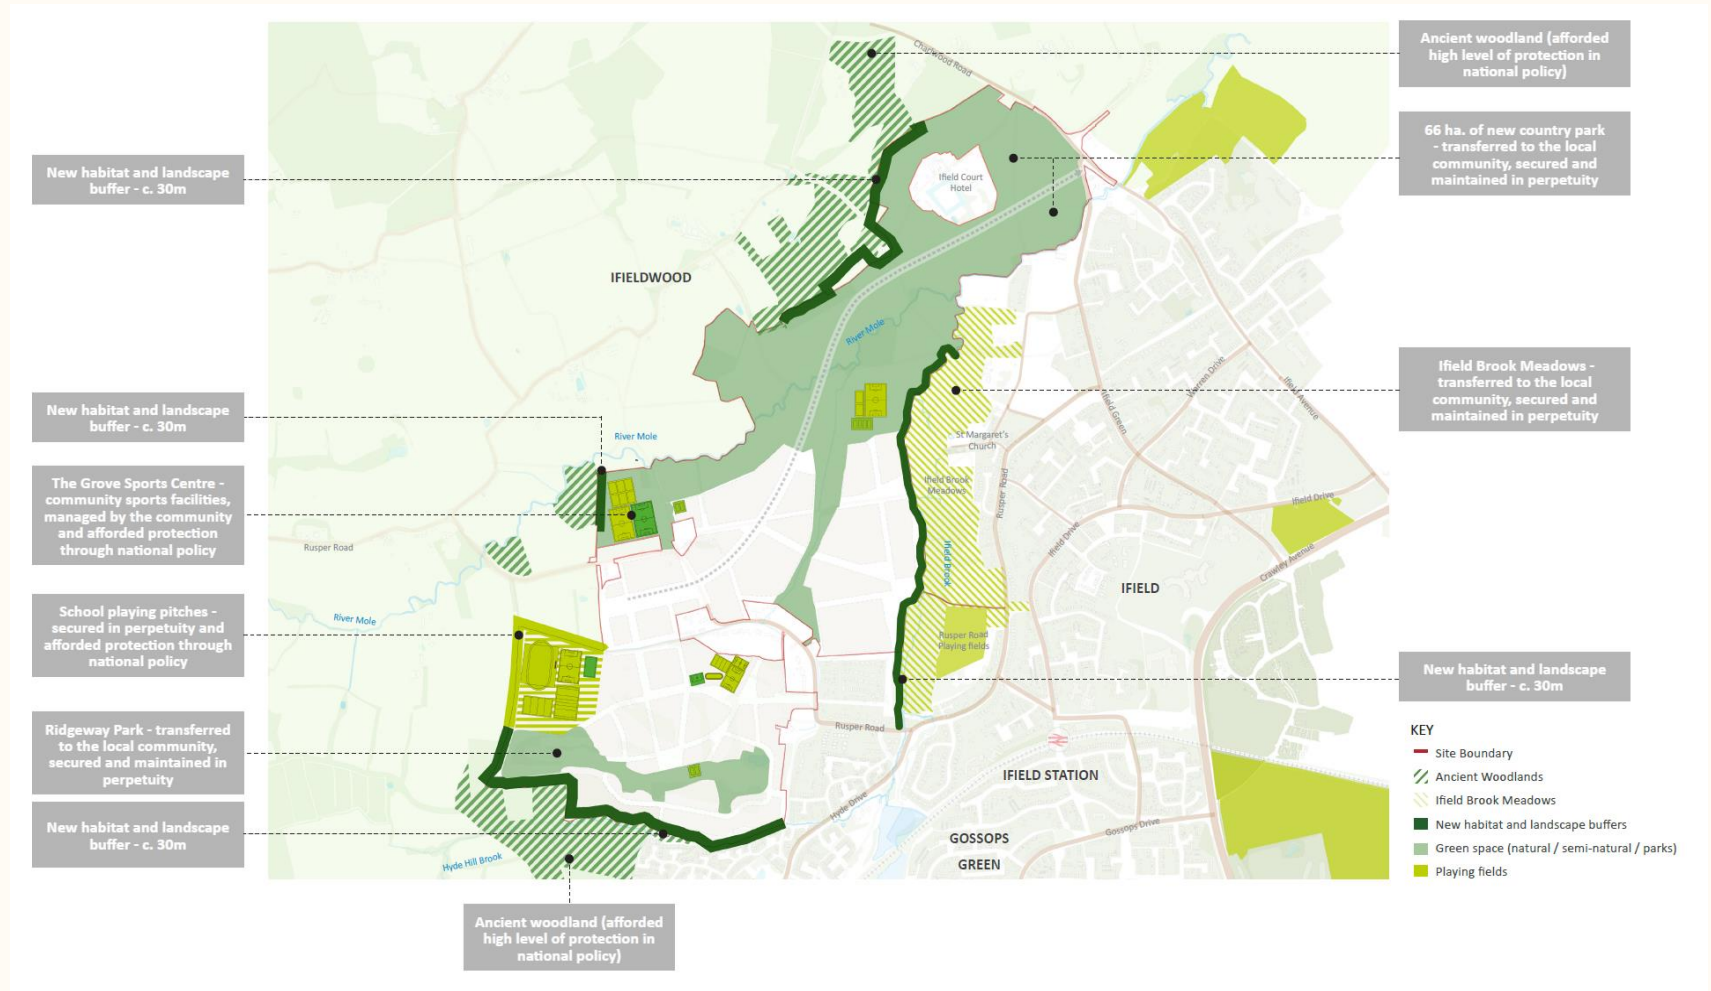 Ancient woodland (afforded
high level of protection in
national policy)
66 ha. of new country park
- transferred to the local
community, secured and
maintained in perpetuity
Ifield Brook Meadows -
transferred to the local
community, secured and
maintained in perpetuity
New habitat and landscape
buffer - c. 30m
New habitat and landscape
buffer - c. 30m
New habitat and landscape
buffer - c. 30m
The Grove Sports Centre -
community sports facilities,
managed by the community
and afforded protection
through national policy
School playing pitches -
secured in perpetuity and
afforded protection through
national policy
Ridgeway Park - transferred
to the local community,
secured and maintained in
perpetuity
New habitat and landscape
buffer - c. 30m
Ancient woodland (afforded
high level of protection in
national policy)
Charlwood Road
Ifield Court
Hotel
IFIELDWOOD
River Mole
River Mole
River Mole
Rusper Road
Warren Drive
Ifield Avenue
Ifield Green
St Margaret's
Church
Ifield Brook
Meadows
Rusper Road
Ifield Drive
Ifield Drive
Crawley Avenue
Ifield Brook
IFIELD
Rusper Road
Playing fields
Rusper Road
IFIELD STATION
Hyde Drive
GOSSOPS
GREEN
Gossops Drive
Hyde Hill Brook
KEY
Site Boundary
Ancient Woodlands
Ifield Brook Meadows
New habitat and landscape buffers
Green space (natural / semi-natural / parks)
Playing fields